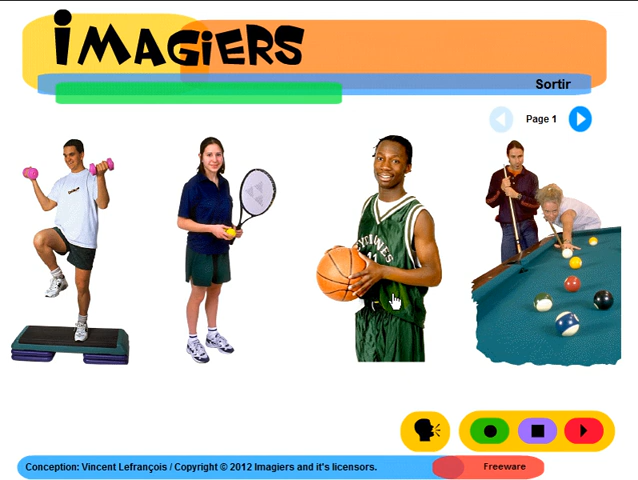 iMAGiERS
Sortir
Page 1
Conception: Vincent Lefrançois / Copyright © 2012 Imagiers and it's licensors.
Freeware